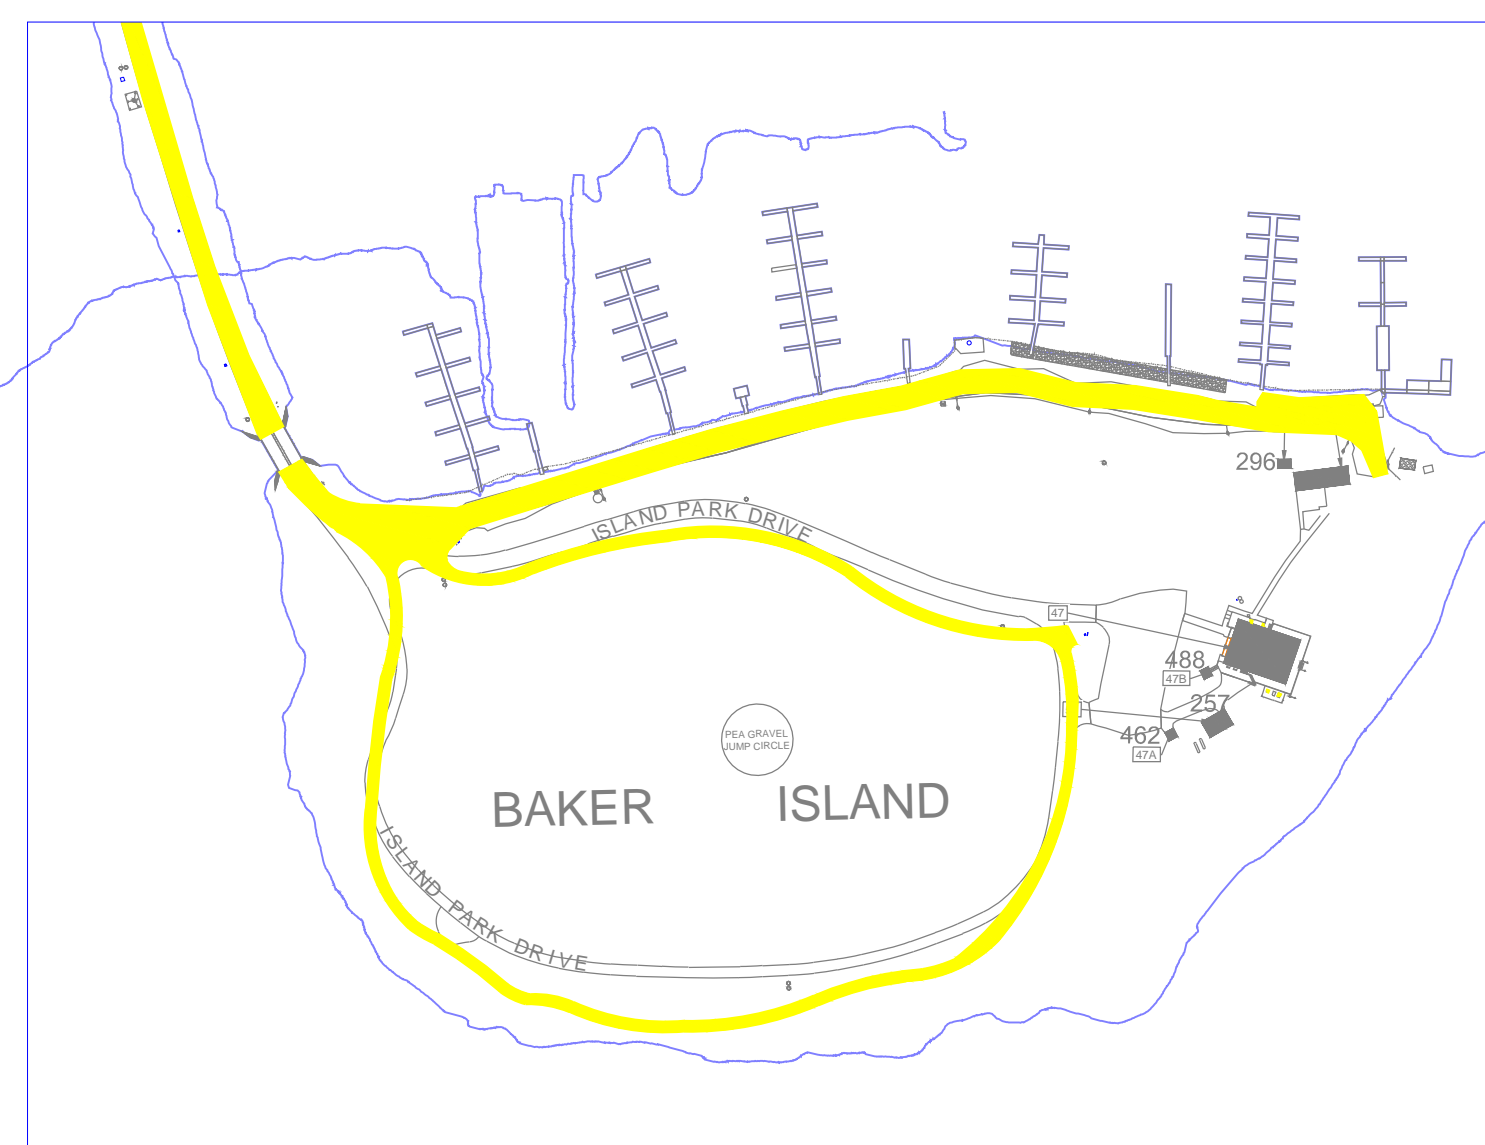 296
ISLAND PARK DRIVE
47
488
47B
257
462
47A
PEA GRAVEL
JUMP CIRCLE
BAKER ISLAND
ISLAND PARK DRIVE